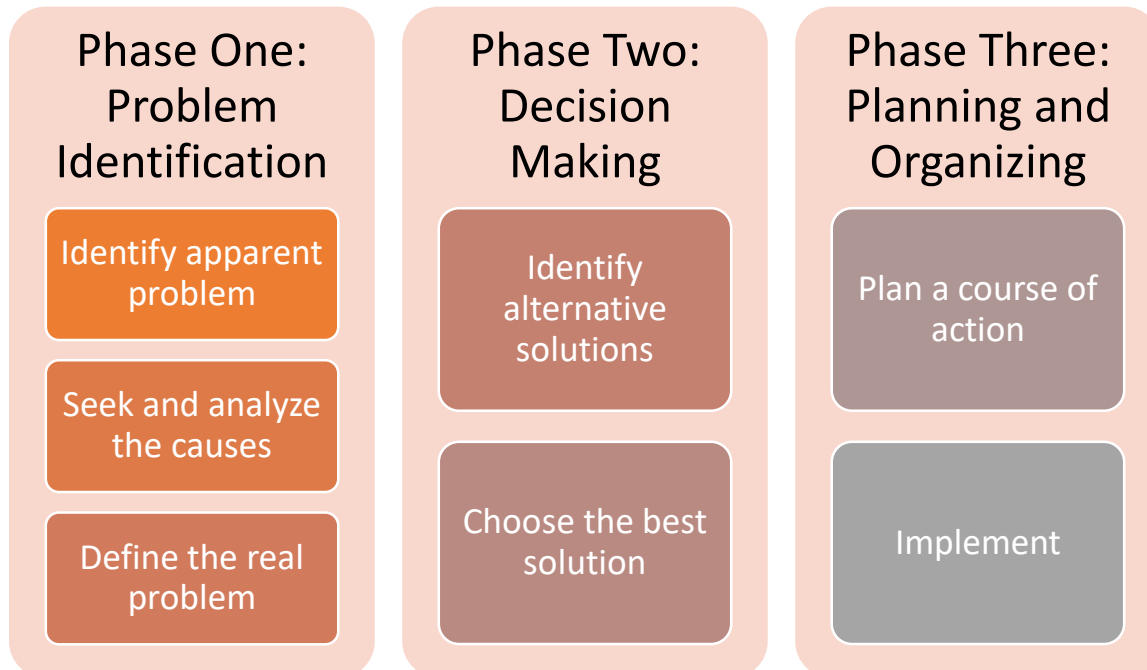 Phase One:
Problem
Identification
Identify apparent
problem
Seek and analyze
the causes
Define the real
problem
Phase Two:
Decision
Making
Identify
alternative
solutions
Choose the best
solution
Phase Three:
Planning and
Organizing
Plan a course of
action
Implement